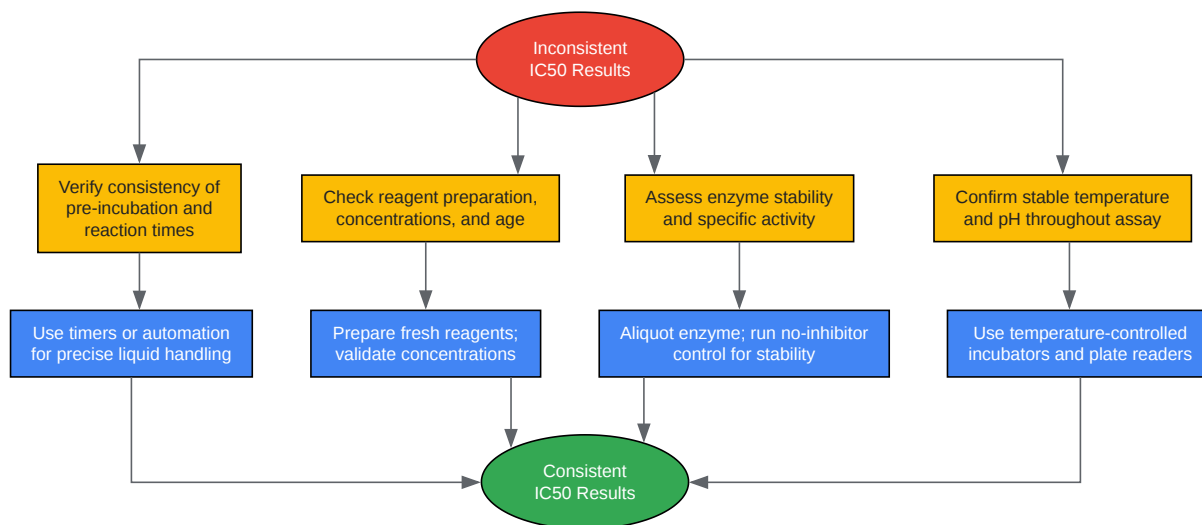 Inconsistent
IC50 Results
Verify consistency of
pre-incubation and
reaction times
Check reagent preparation,
concentrations, and age
Assess enzyme stability
and specific activity
Confirm stable temperature
and pH throughout assay
Use timers or automation
for precise liquid handling
Prepare fresh reagents;
validate concentrations
Aliquot enzyme; run no-inhibitor
control for stability
Use temperature-controlled
incubators and plate readers
Consistent
IC50 Results